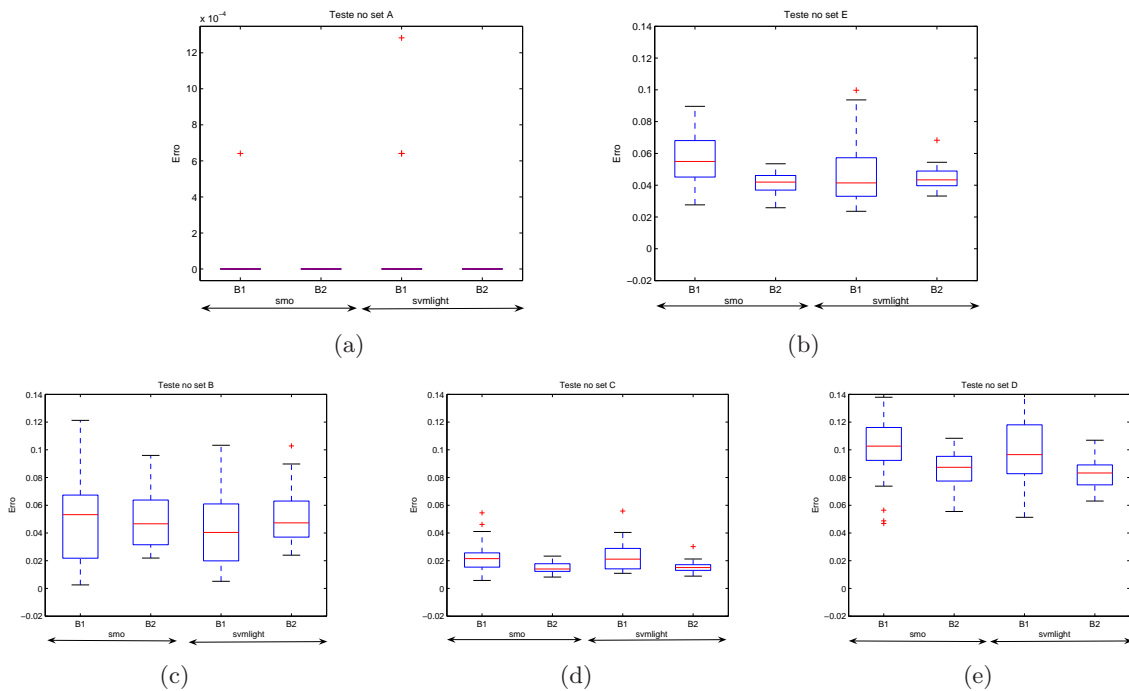 Teste no set A
x 10⁻⁴
12
10
8
6
4
2
0
Erro
B1 B2 B1 B2
smo svmlight
(a)
Teste no set E
0.14
0.12
0.1
0.08
0.06
0.04
0.02
0
−0.02
Erro
B1 B2 B1 B2
smo svmlight
(b)
Teste no set B
0.14
0.12
0.1
0.08
0.06
0.04
0.02
0
−0.02
Erro
B1 B2 B1 B2
smo svmlight
(c)
Teste no set C
0.14
0.12
0.1
0.08
0.06
0.04
0.02
0
−0.02
Erro
B1 B2 B1 B2
smo svmlight
(d)
Teste no set D
0.14
0.12
0.1
0.08
0.06
0.04
0.02
0
−0.02
Erro
B1 B2 B1 B2
smo svmlight
(e)